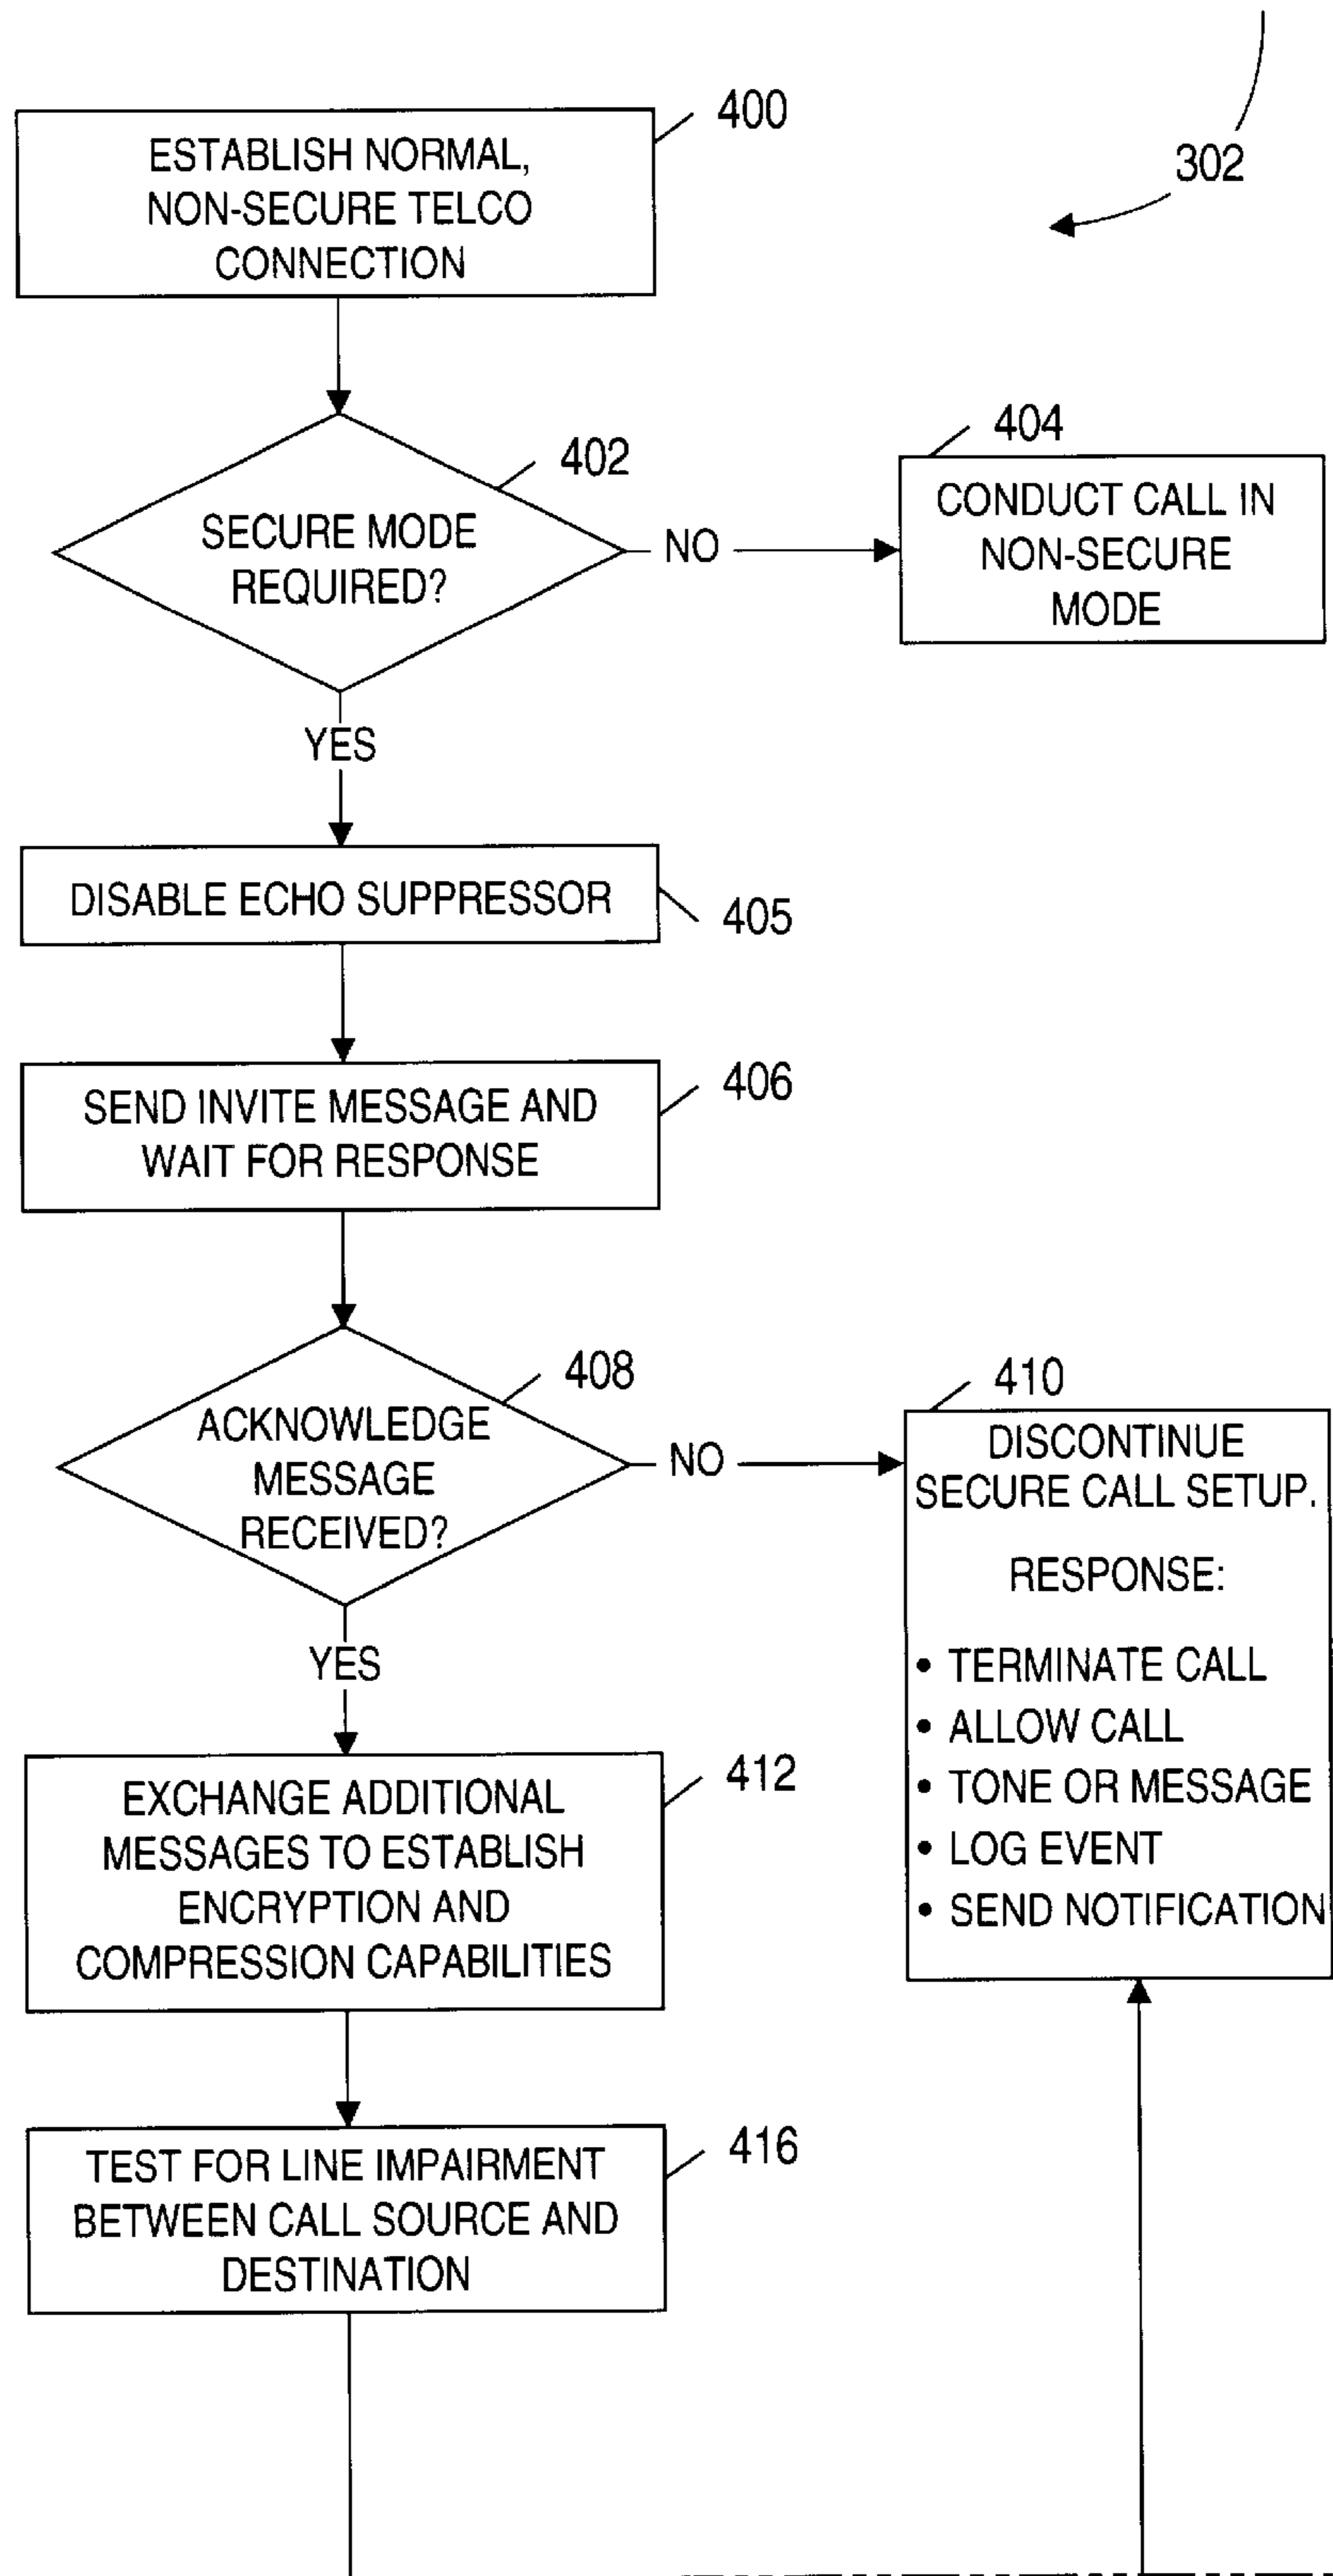 400
ESTABLISH NORMAL,
NON-SECURE TELCO
CONNECTION
302
402
SECURE MODE
REQUIRED?
NO
404
CONDUCT CALL IN
NON-SECURE
MODE
YES
DISABLE ECHO SUPPRESSOR
405
SEND INVITE MESSAGE AND
WAIT FOR RESPONSE
406
408
ACKNOWLEDGE
MESSAGE
RECEIVED?
NO
410
DISCONTINUE
SECURE CALL SETUP.
RESPONSE:
• TERMINATE CALL
• ALLOW CALL
• TONE OR MESSAGE
• LOG EVENT
• SEND NOTIFICATION
YES
EXCHANGE ADDITIONAL
MESSAGES TO ESTABLISH
ENCRYPTION AND
COMPRESSION CAPABILITIES
412
TEST FOR LINE IMPAIRMENT
BETWEEN CALL SOURCE AND
DESTINATION
416